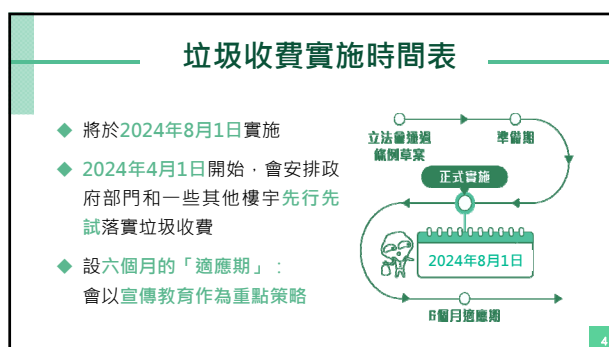 垃圾收費實施時間表
將於2024年8月1日實施
2024年4月1日開始，會安排政
府部門和一些其他樓宇先行先
試落實垃圾收費
設六個月的「適應期」：
會以宣傳教育作為重點策略
立法會通過
條例草案
準備期
正式實施
2024年8月1日
6個月適應期
4